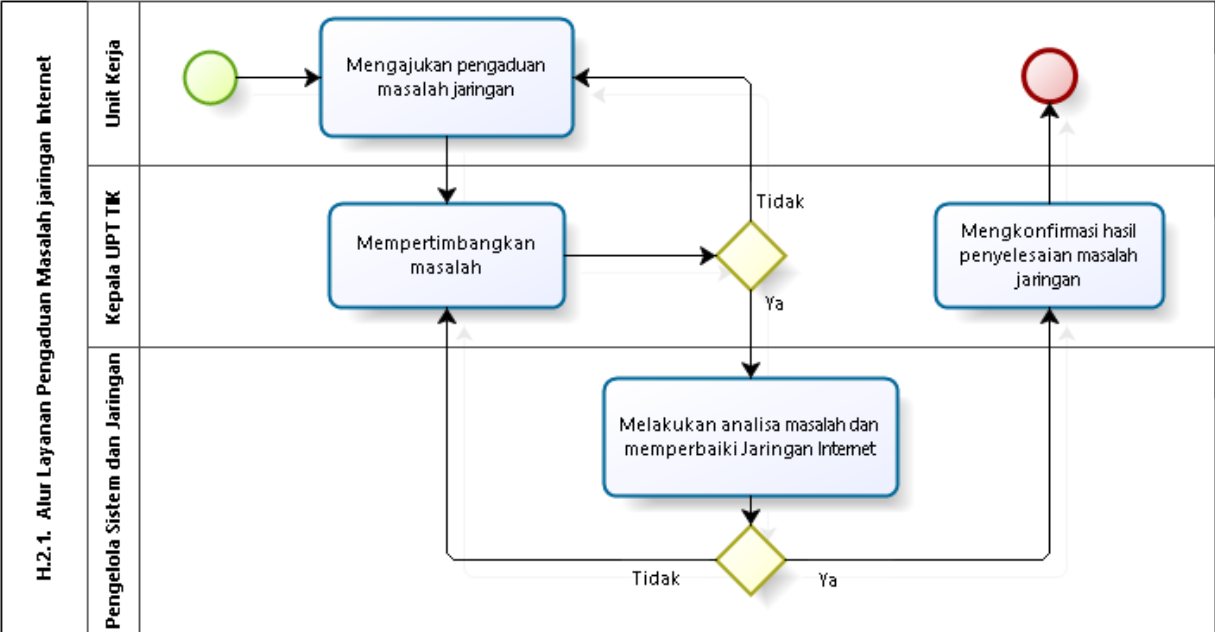 H.2.1. Alur Layanan Pengaduan Masalah jaringan Internet
Unit Kerja
Mengajukan pengaduan
masalah jaringan
Kepala UPT TIK
Mempertimbangkan
masalah
Tidak
Ya
Mengkonfirmasi hasil
penyelesaian masalah
jaringan
Pengelola Sistem dan Jaringan
Melakukan analisa masalah dan
memperbaiki Jaringan Internet
Tidak
Ya